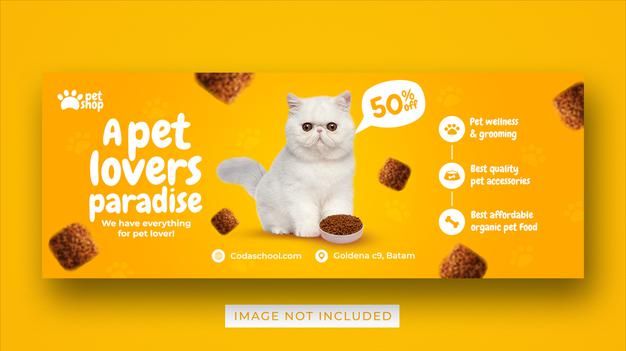 pet
shop
A pet
lovers
paradise
We have everything
for pet lover!
50%
off
Pet wellness
& grooming
Best quality
pet accessories
Best affordable
organic pet Food
Codaschool.com
Goldena c9, Batam
IMAGE NOT INCLUDED